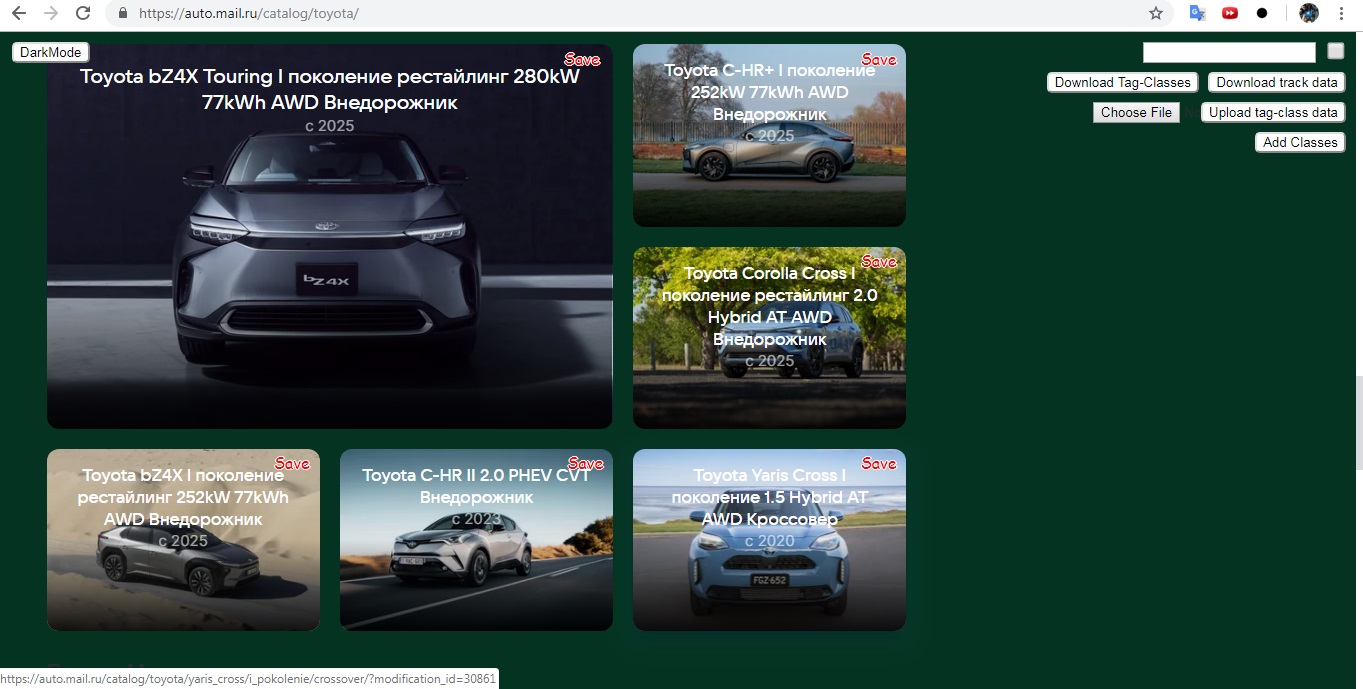 https://auto.mail.ru/catalog/toyota/
DarkMode
Save
Toyota bZ4X Touring I поколение рестайлинг 280kW
77kWh AWD Внедорожник
с 2025
bZ4X
Save
Toyota C-HR+ I поколение
252kW 77kWh AWD
Внедорожник
с 2025
Download Tag-Classes
Download track data
Choose File
Upload tag-class data
Add Classes
Save
Toyota Corolla Cross I
поколение рестайлинг 2.0
Hybrid AT AWD
Внедорожник
с 2025
Save
Toyota bZ4X I поколение
рестайлинг 252kW 77kWh
AWD Внедорожник
с 2025
Save
Toyota C-HR II 2.0 PHEV CVT
Внедорожник
с 2023
Save
Toyota Yaris Cross I
поколение 1.5 Hybrid AT
AWD Кроссовер
с 2020
FGZ·652
https://auto.mail.ru/catalog/toyota/yaris_cross/i_pokolenie/crossover/?modification_id=30861